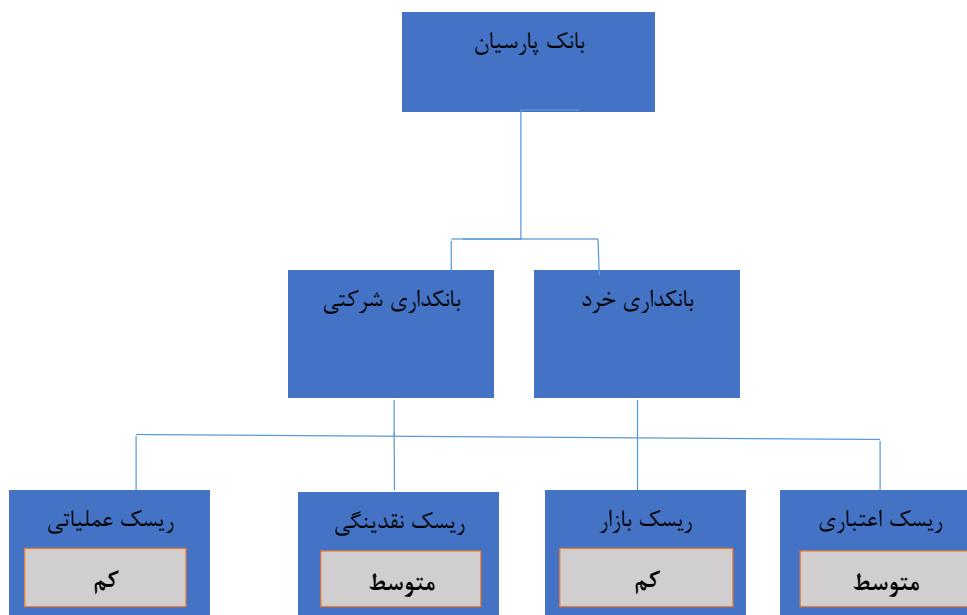 بانک پارسیان
بانکداری خرد
بانکداری شرکتی
ریسک اعتباری
متوسط
ریسک بازار
کم
ریسک نقدینگی
متوسط
ریسک عملیاتی
کم